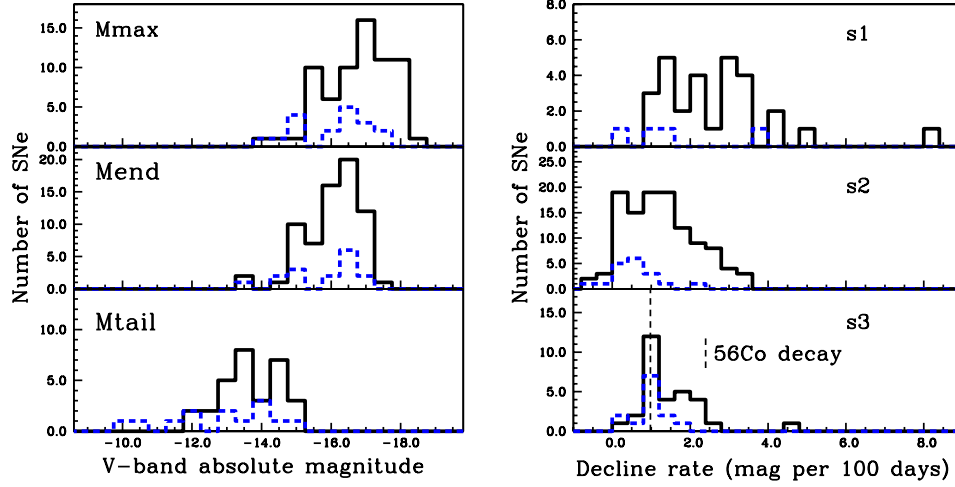 Mmax
15.0
10.0
5.0
0.0
Mend
20.0
15.0
10.0
5.0
0.0
Mtail
10.0
5.0
0.0
-10.0 -12.0 -14.0 -16.0 -18.0
V-band absolute magnitude
Number of SNe
s1
8.0
6.0
4.0
2.0
0.0
s2
25.0
20.0
15.0
10.0
5.0
0.0
s3
56Co decay
15.0
10.0
5.0
0.0
0.0 2.0 4.0 6.0 8.0
Decline rate (mag per 100 days)
Number of SNe